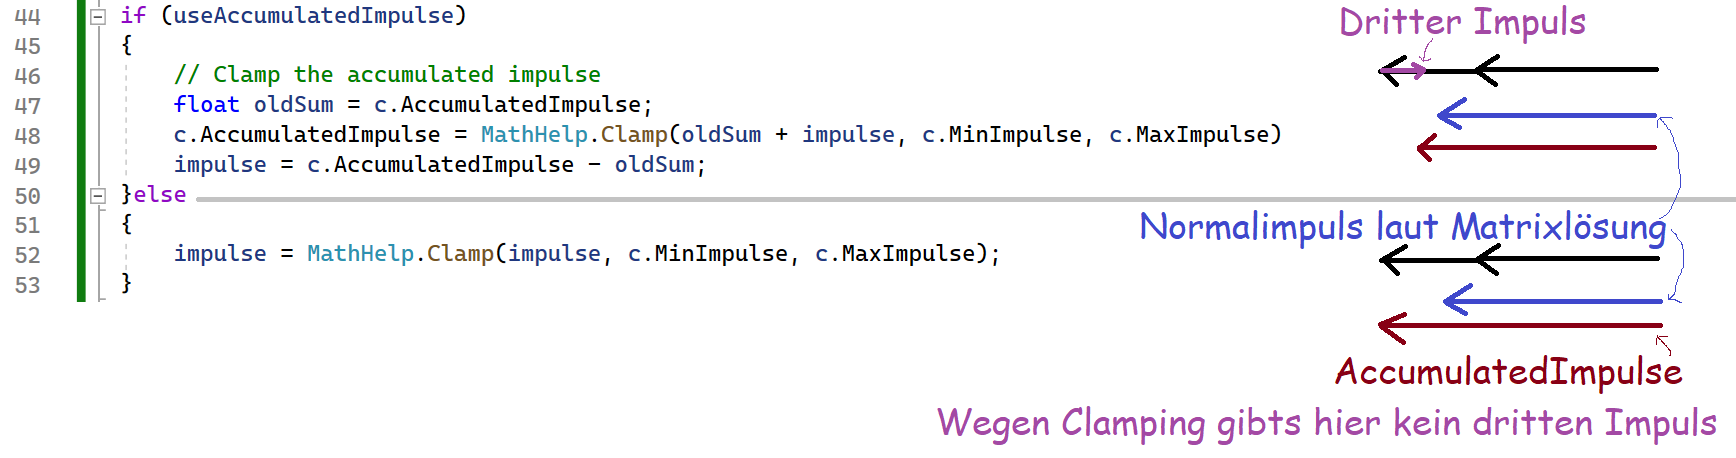 44 if (useAccumulatedImpulse)
45 {
46 // Clamp the accumulated impulse
47 float oldSum = c.AccumulatedImpulse;
48 c.AccumulatedImpulse = MathHelp.Clamp(oldSum + impulse, c.MinImpulse, c.MaxImpulse)
49 impulse = c.AccumulatedImpulse - oldSum;
50 }else
51 {
52 impulse = MathHelp.Clamp(impulse, c.MinImpulse, c.MaxImpulse);
53 }
Dritter Impuls
Normalimpuls laut Matrixlösung
AccumulatedImpulse
Wegen Clamping gibts hier kein dritten Impuls